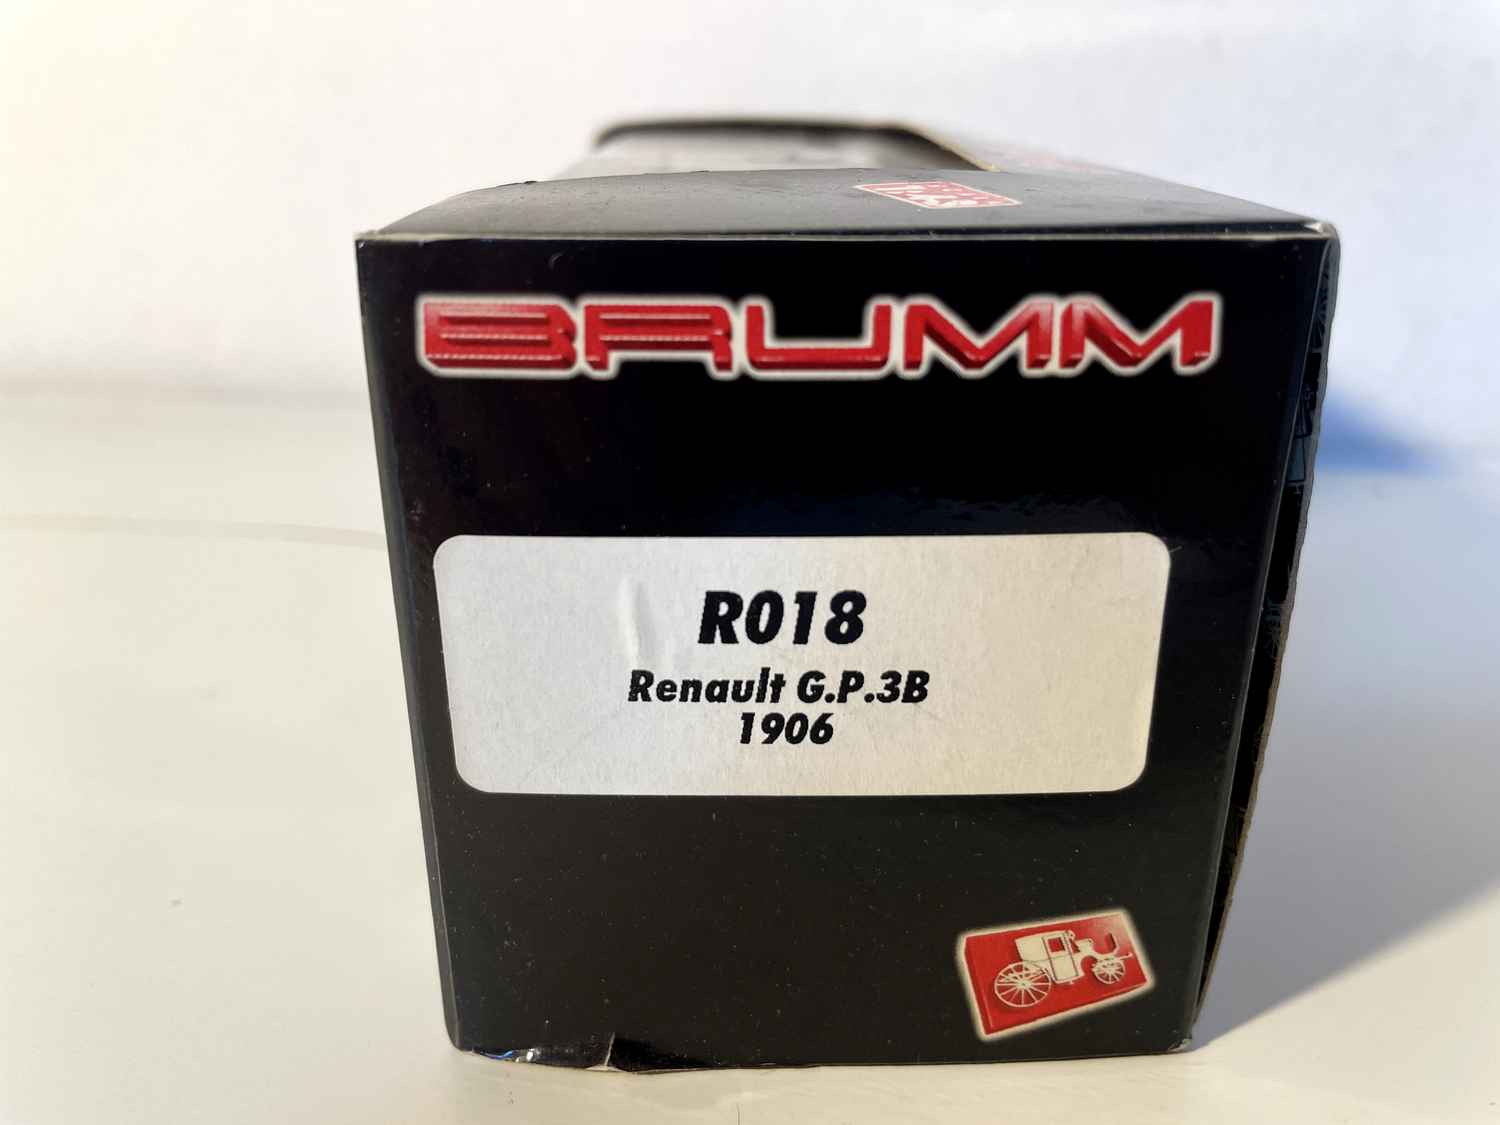 BRUMM
R018
Renault G.P.3B
1906